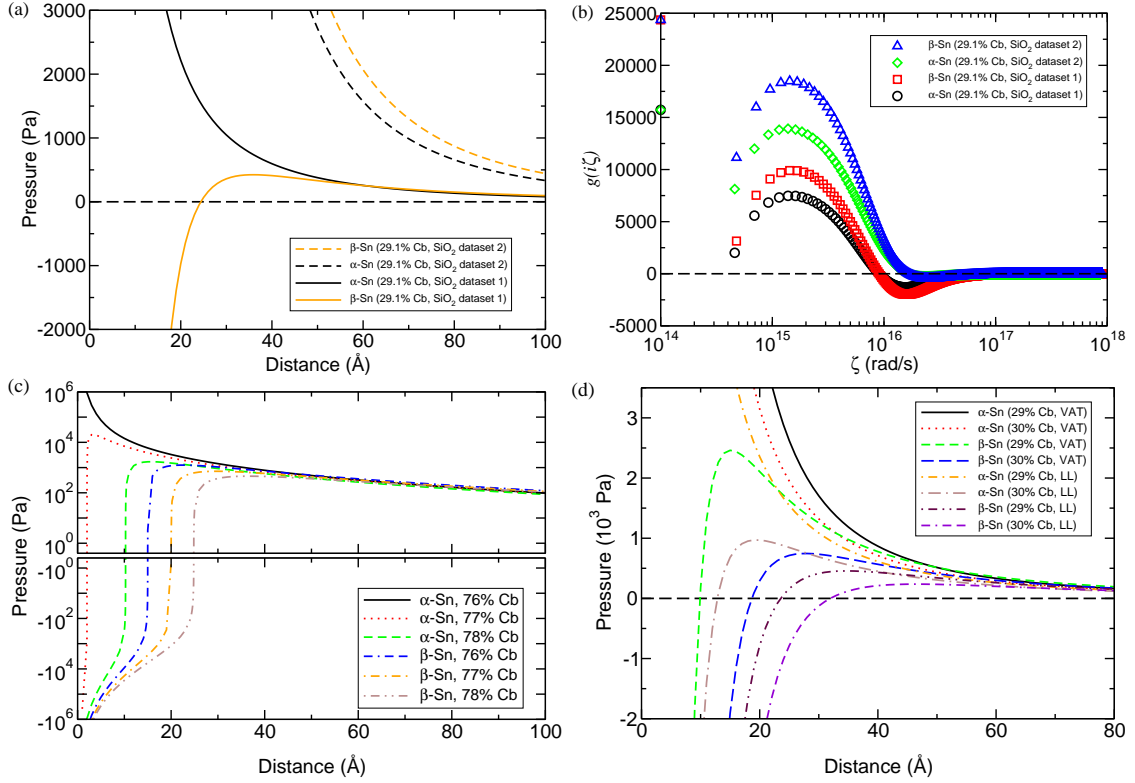 (a)
3000
2000
1000
0
-1000
-2000
Pressure (Pa)
β-Sn (29.1% Cb, SiO2 dataset 2)
α-Sn (29.1% Cb, SiO2 dataset 2)
α-Sn (29.1% Cb, SiO2 dataset 1)
β-Sn (29.1% Cb, SiO2 dataset 1)
0 20 40 60 80 100
Distance (Å)
(b)
25000
20000
15000
10000
5000
0
-5000
g(iζ)
β-Sn (29.1% Cb, SiO2 dataset 2)
α-Sn (29.1% Cb, SiO2 dataset 2)
β-Sn (29.1% Cb, SiO2 dataset 1)
α-Sn (29.1% Cb, SiO2 dataset 1)
10^14 10^15 10^16 10^17 10^18
ζ (rad/s)
(c)
10^6
10^4
10^2
10^0
-10^0
-10^2
-10^4
-10^6
Pressure (Pa)
α-Sn, 76% Cb
α-Sn, 77% Cb
α-Sn, 78% Cb
β-Sn, 76% Cb
β-Sn, 77% Cb
β-Sn, 78% Cb
0 20 40 60 80 100
Distance (Å)
(d)
3
2
1
0
-1
-2
Pressure (10^3 Pa)
α-Sn (29% Cb, VAT)
α-Sn (30% Cb, VAT)
β-Sn (29% Cb, VAT)
β-Sn (30% Cb, VAT)
α-Sn (29% Cb, LL)
α-Sn (30% Cb, LL)
β-Sn (29% Cb, LL)
β-Sn (30% Cb, LL)
0 20 40 60 80
Distance (Å)